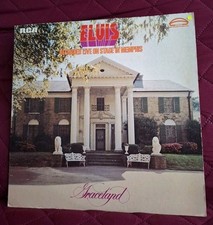 RCA
ELVIS
RECORDED LIVE ON STAGE IN MEMPHIS
Graceland